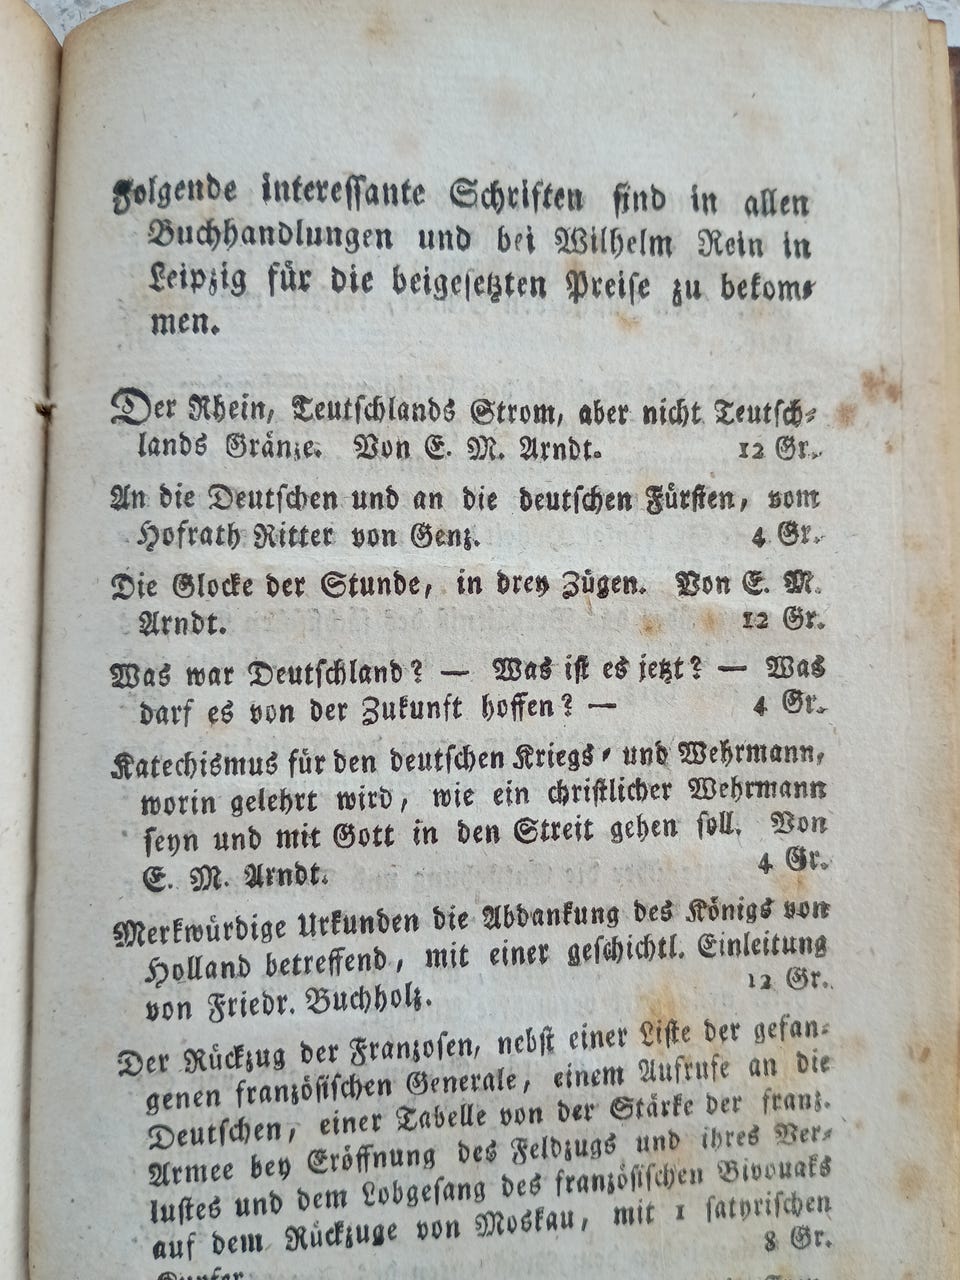 Folgende intereſſante Schriften ſind in allen
Buchhandlungen und bei Wilhelm Rein in
Leipzig für die beigeſetzten Preiſe zu bekom⸗
men.
Der Rhein, Teutſchlands Strom, aber nicht Teutſch⸗
lands Gränze. Von E. M. Arndt. 12 Gr.
An die Deutſchen und an die deutſchen Fürſten, vom
Hofrath Ritter von Genz. 4 Gr.
Die Glocke der Stunde, in drey Zügen. Von E. M.
Arndt. 12 Gr.
Was war Deutſchland? — Was iſt es jetzt? — Was
darf es von der Zukunft hoffen? — 4 Gr.
Katechismus für den deutſchen Kriegs⸗ und Wehrmann,
worin gelehrt wird, wie ein chriſtlicher Wehrmann
ſeyn und mit Gott in den Streit gehen ſoll. Von
E. M. Arndt. 4 Gr.
Merkwürdige Urkunden die Abdankung des Königs von
Holland betreffend, mit einer geſchichtl. Einleitung
von Friedr. Buchholz. 12 Gr.
Der Rückzug der Franzoſen, nebſt einer Liſte der gefan⸗
genen franzöſiſchen Generale, einem Aufrufe an die
Deutſchen, einer Tabelle von der Stärke der franz.
Armee bey Eröffnung des Feldzugs und ihres Ver⸗
luſtes und dem Lobgeſang des franzöſiſchen Bivouaks
auf dem Rückzuge von Moskau, mit 1 ſatyriſchen
Kupfer. 8 Gr.